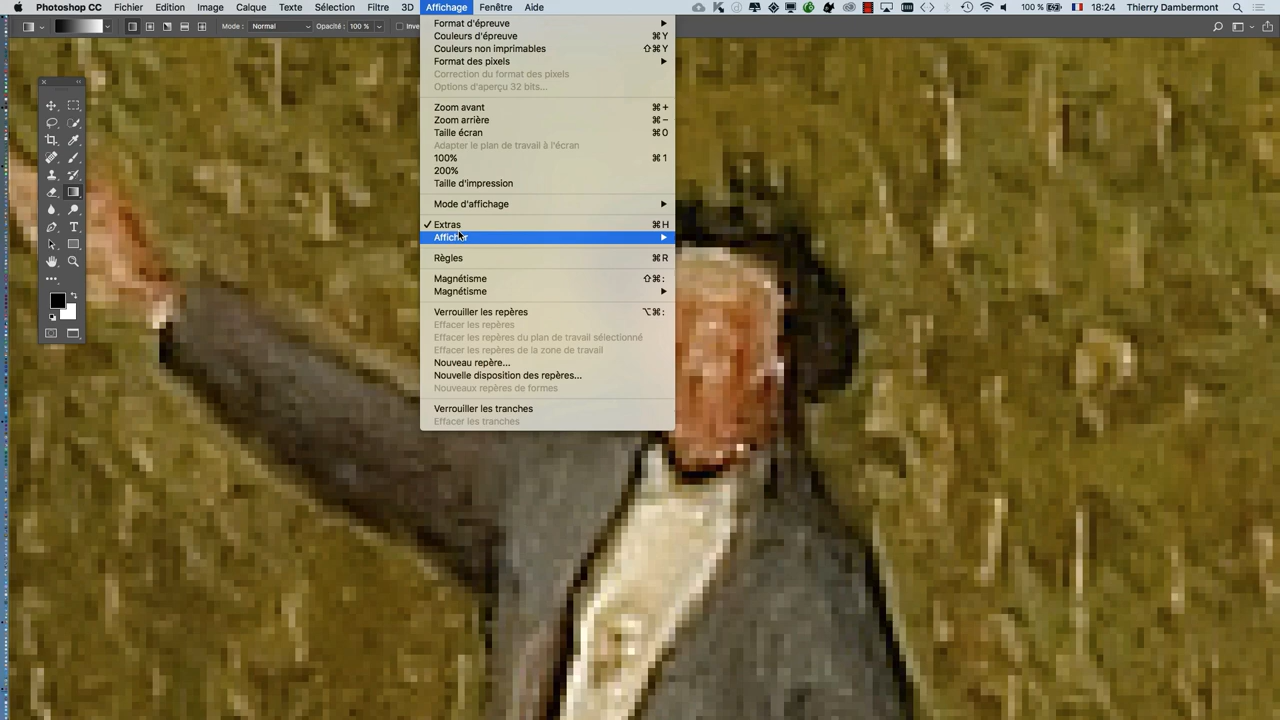 Photoshop CC Fichier Edition Image Calque Texte Sélection Filtre 3D Affichage Fenêtre Aide 100 % 18:24 Thierry Dambermont
Mode : Normal Opacité : 100 % Inve
Format d'épreuve
Couleurs d'épreuve ⌘Y
Couleurs non imprimables ⇧⌘Y
Format des pixels
Correction du format des pixels
Options d'aperçu 32 bits...
Zoom avant ⌘+
Zoom arrière ⌘−
Taille écran ⌘0
Adapter le plan de travail à l'écran
100% ⌘1
200%
Taille d'impression
Mode d'affichage
✓ Extras ⌘H
Afficher
Règles ⌘R
Magnétisme ⇧⌘:
Magnétisme
Verrouiller les repères ⌥⌘:
Effacer les repères
Effacer les repères du plan de travail sélectionné
Effacer les repères de la zone de travail
Nouveau repère...
Nouvelle disposition des repères...
Nouveaux repères de formes
Verrouiller les tranches
Effacer les tranches